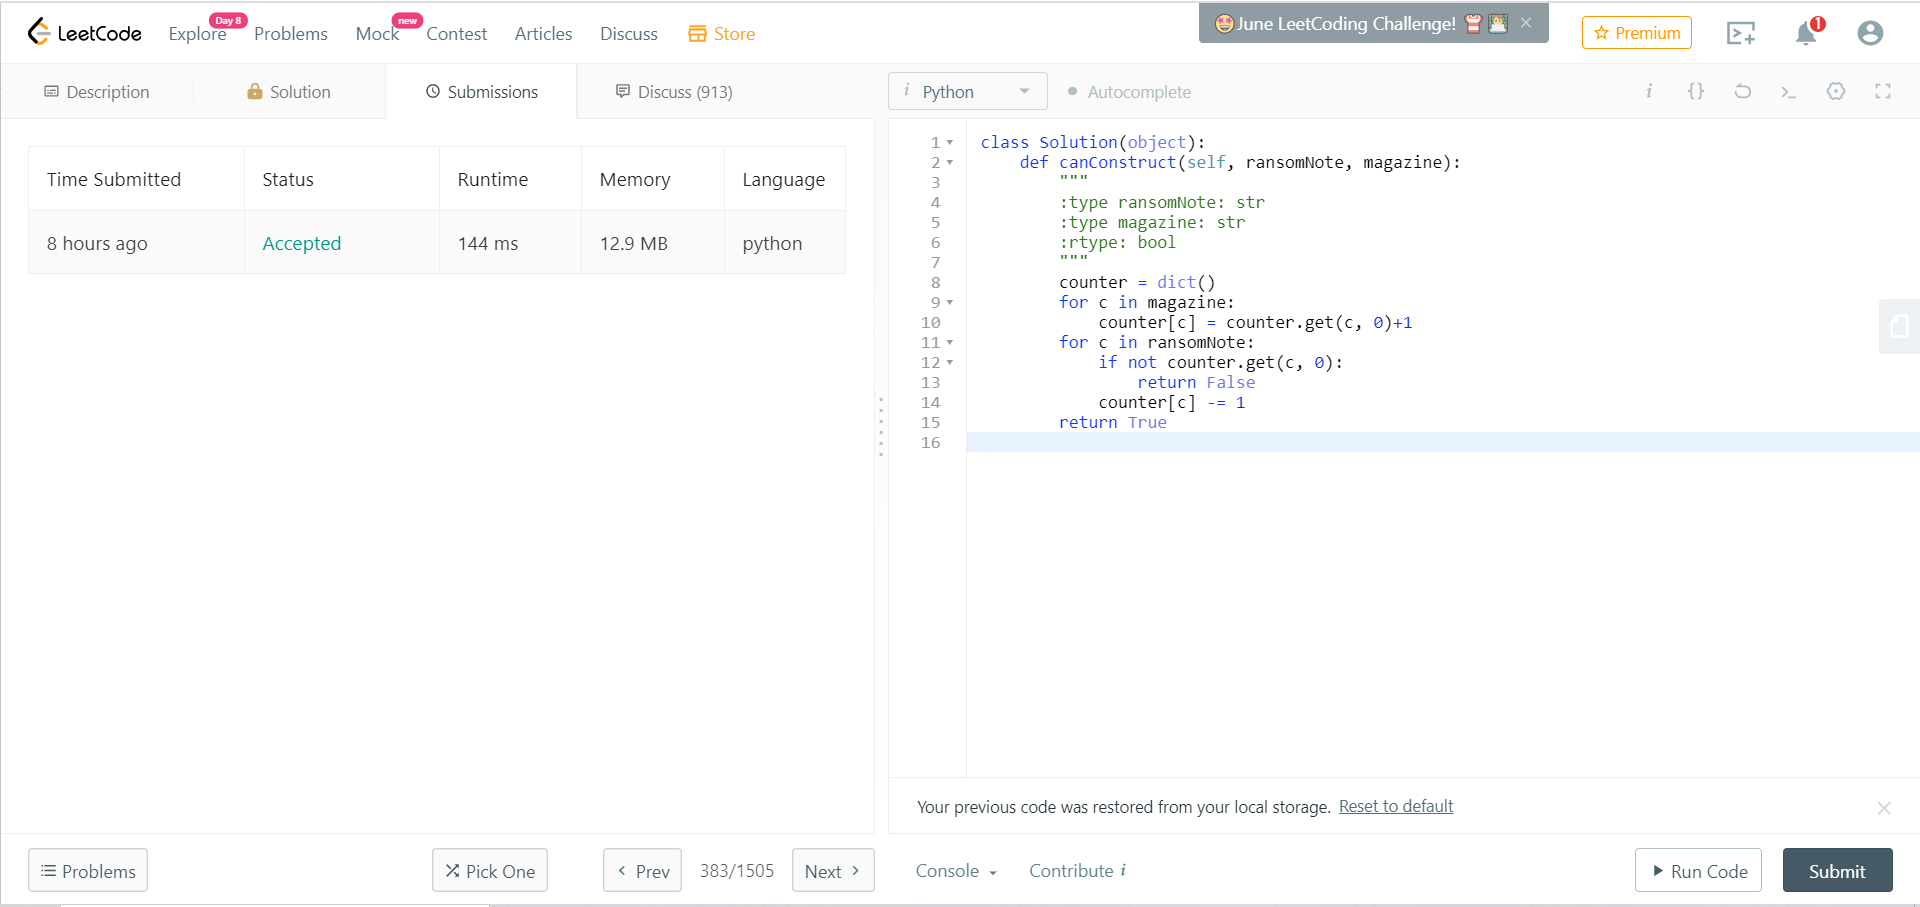 LeetCode Explore Day 8 Problems Mock new Contest Articles Discuss Store June LeetCoding Challenge! Premium 1
Description Solution Submissions Discuss (913) i Python Autocomplete i {}
Time Submitted Status Runtime Memory Language
8 hours ago Accepted 144 ms 12.9 MB python
1 class Solution(object):
2     def canConstruct(self, ransomNote, magazine):
3         """
4         :type ransomNote: str
5         :type magazine: str
6         :rtype: bool
7         """
8         counter = dict()
9         for c in magazine:
10             counter[c] = counter.get(c, 0)+1
11         for c in ransomNote:
12             if not counter.get(c, 0):
13                 return False
14             counter[c] -= 1
15         return True
16
Your previous code was restored from your local storage. Reset to default
Problems Pick One < Prev 383/1505 Next > Console Contribute i Run Code Submit